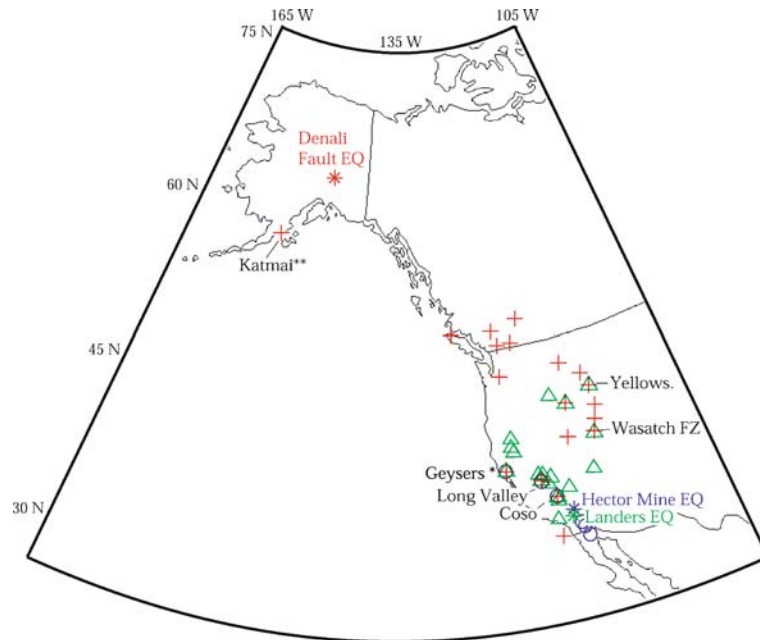 165 W
105 W
75 N
135 W
Denali
Fault EQ
60 N
Katmai**
45 N
Yellows.
Wasatch FZ
Geysers *
Long Valley
Coso
Hector Mine EQ
Landers EQ
30 N